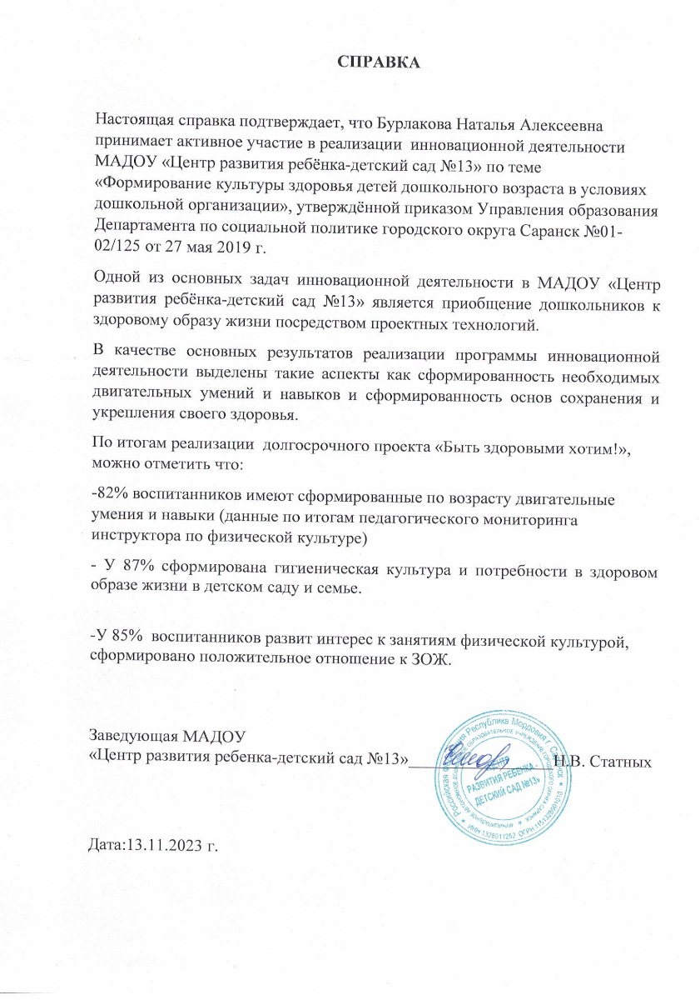 СПРАВКА
Настоящая справка подтверждает, что Бурлакова Наталья Алексеевна
принимает активное участие в реализации инновационной деятельности
МАДОУ «Центр развития ребёнка-детский сад №13» по теме
«Формирование культуры здоровья детей дошкольного возраста в условиях
дошкольной организации», утверждённой приказом Управления образования
Департамента по социальной политике городского округа Саранск №01-
02/125 от 27 мая 2019 г.
Одной из основных задач инновационной деятельности в МАДОУ «Центр
развития ребёнка-детский сад №13» является приобщение дошкольников к
здоровому образу жизни посредством проектных технологий.
В качестве основных результатов реализации программы инновационной
деятельности выделены такие аспекты как сформированность необходимых
двигательных умений и навыков и сформированность основ сохранения и
укрепления своего здоровья.
По итогам реализации долгосрочного проекта «Быть здоровыми хотим!»,
можно отметить что:
-82% воспитанников имеют сформированные по возрасту двигательные
умения и навыки (данные по итогам педагогического мониторинга
инструктора по физической культуре)
- У 87% сформирована гигиеническая культура и потребности в здоровом
образе жизни в детском саду и семье.
-У 85% воспитанников развит интерес к занятиям физической культурой,
сформировано положительное отношение к ЗОЖ.
Заведующая МАДОУ
«Центр развития ребенка-детский сад №13»________________Н.В. Статных
Республика Мордовия г.
ЦЕНТР
РАЗВИТИЯ РЕБЕНКА -
ДЕТСКИЙ САД №13»
ИНН 1328011252 ОГРН
Дата:13.11.2023 г.